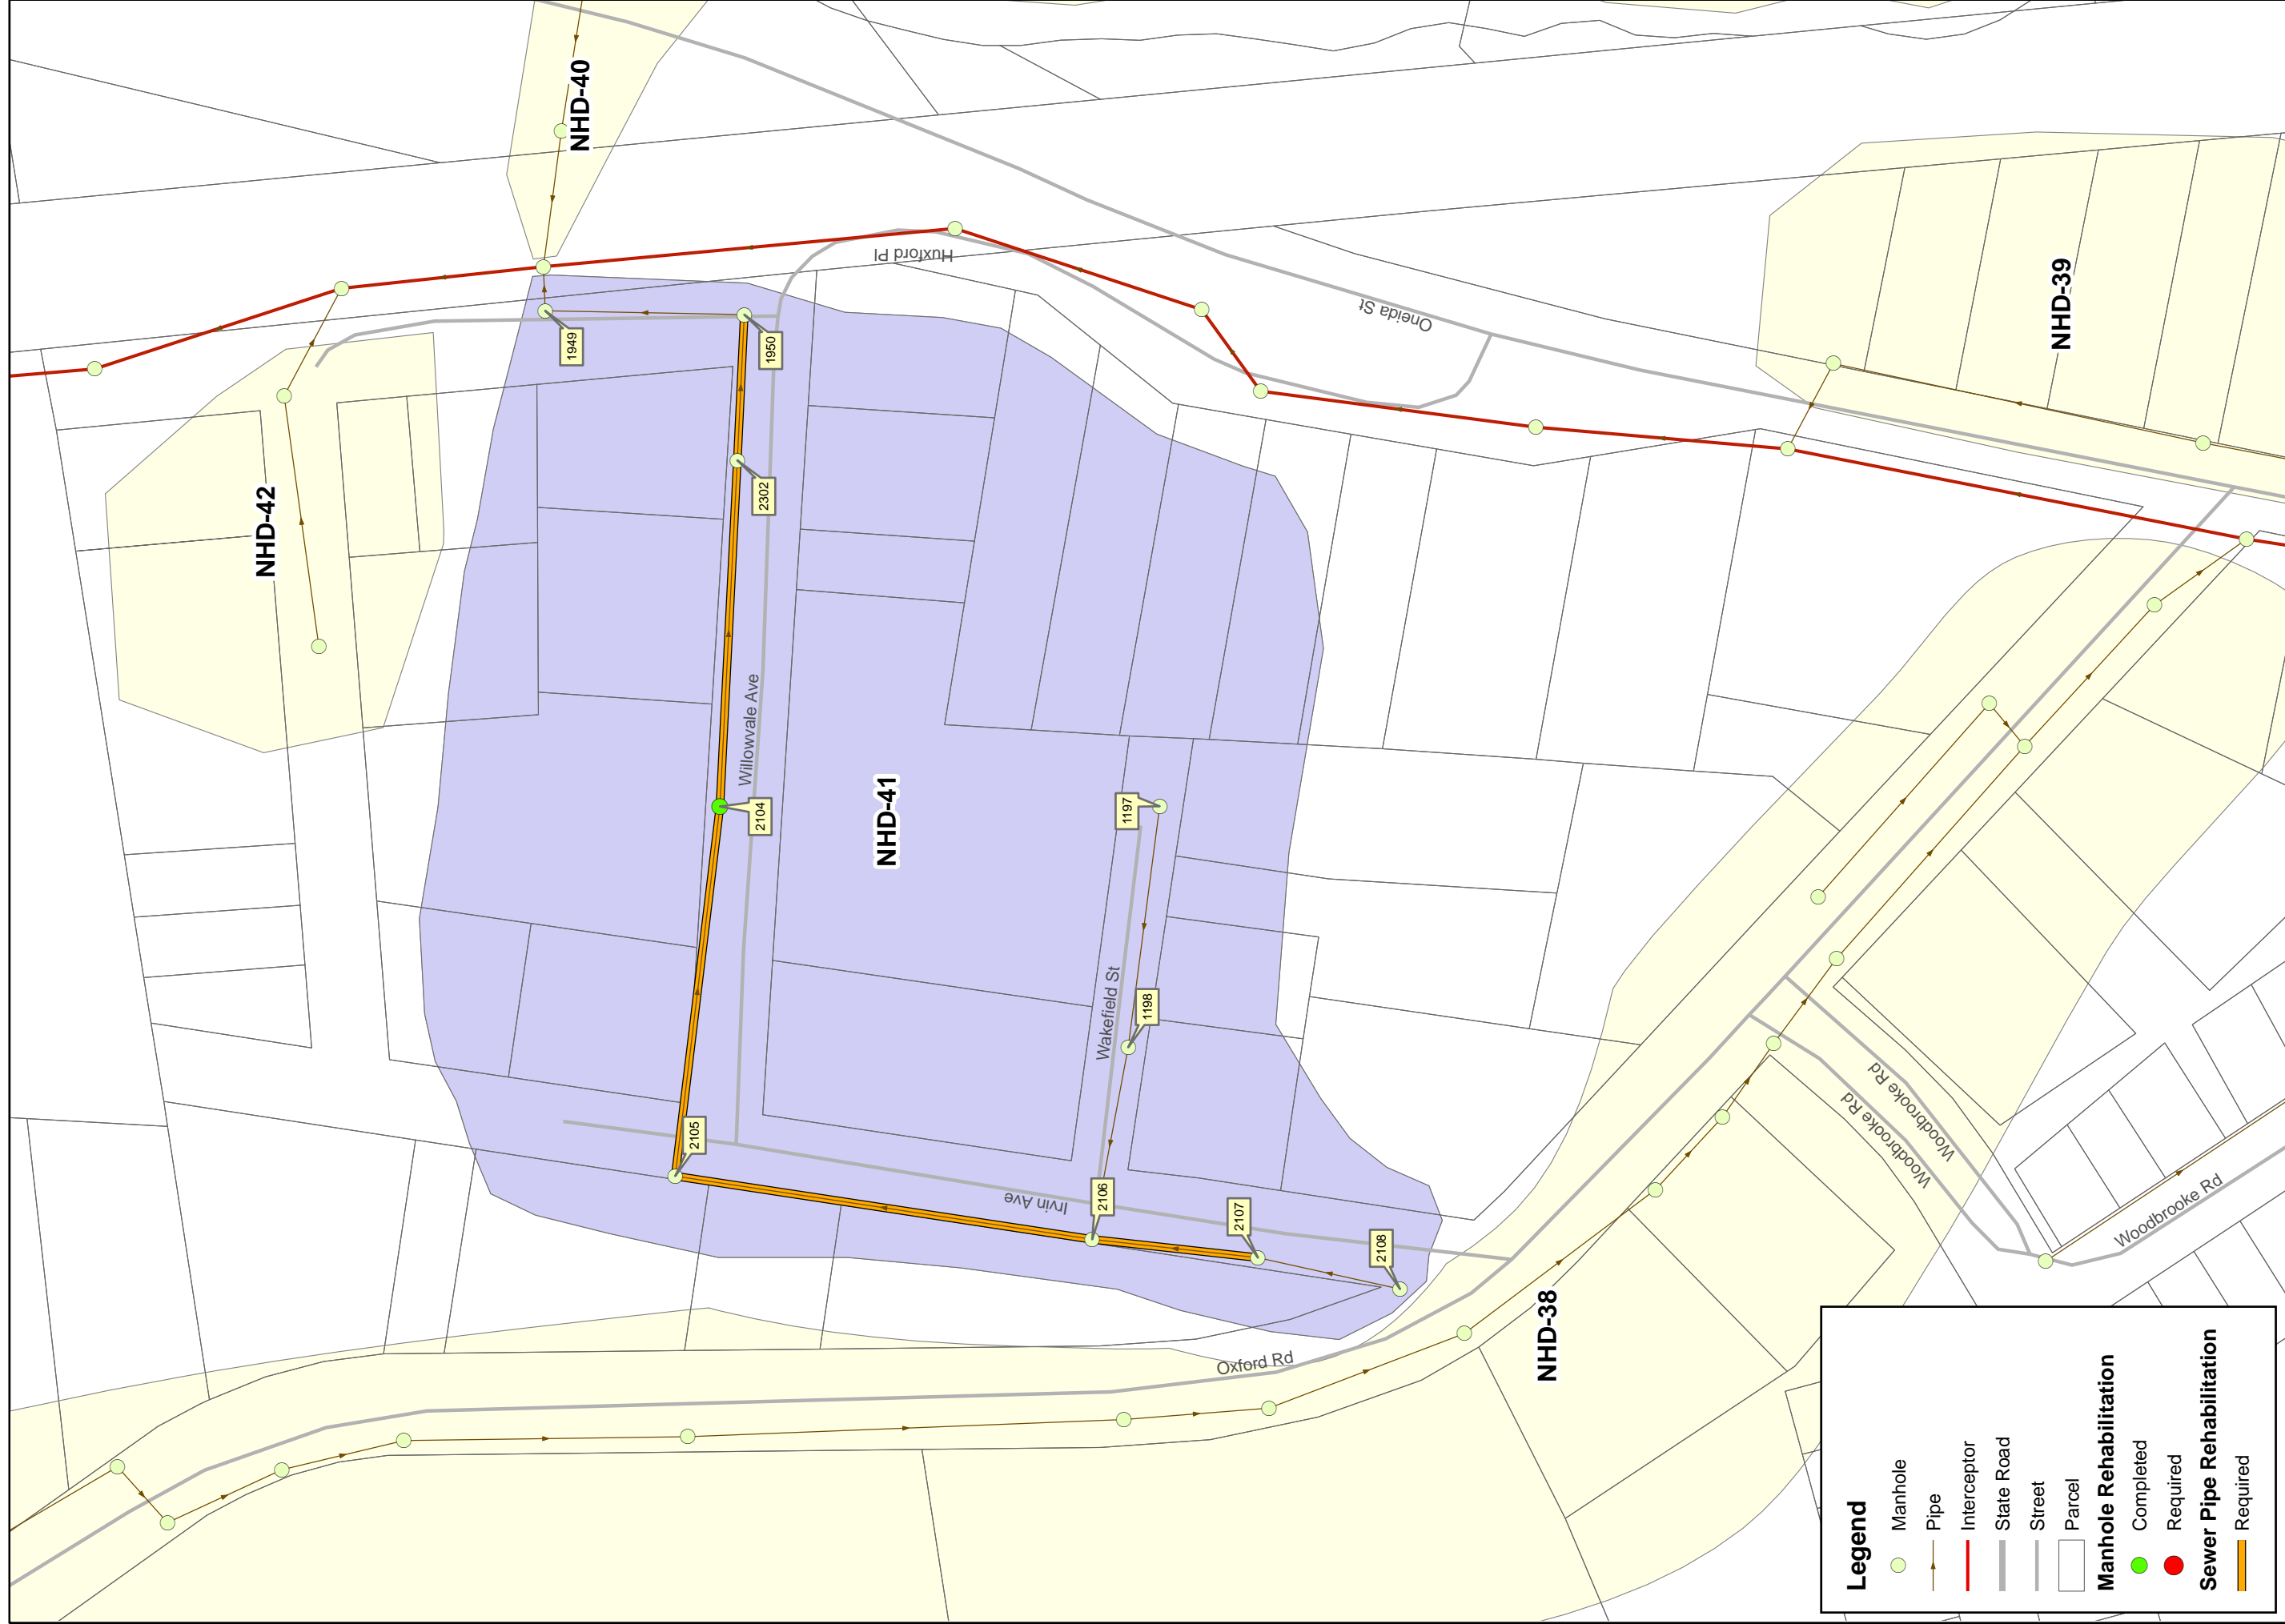 NHD-40
NHD-42
NHD-41
NHD-39
NHD-38
Huxford Pl
Oneida St
Willowvale Ave
Wakefield St
Irvin Ave
Oxford Rd
Woodbrooke Rd
Woodbrooke Rd
Woodbrooke Rd
1949
1950
2302
2104
1197
1198
2105
2106
2107
2108
Legend
Manhole
Pipe
Interceptor
State Road
Street
Parcel
Manhole Rehabilitation
Completed
Required
Sewer Pipe Rehabilitation
Required